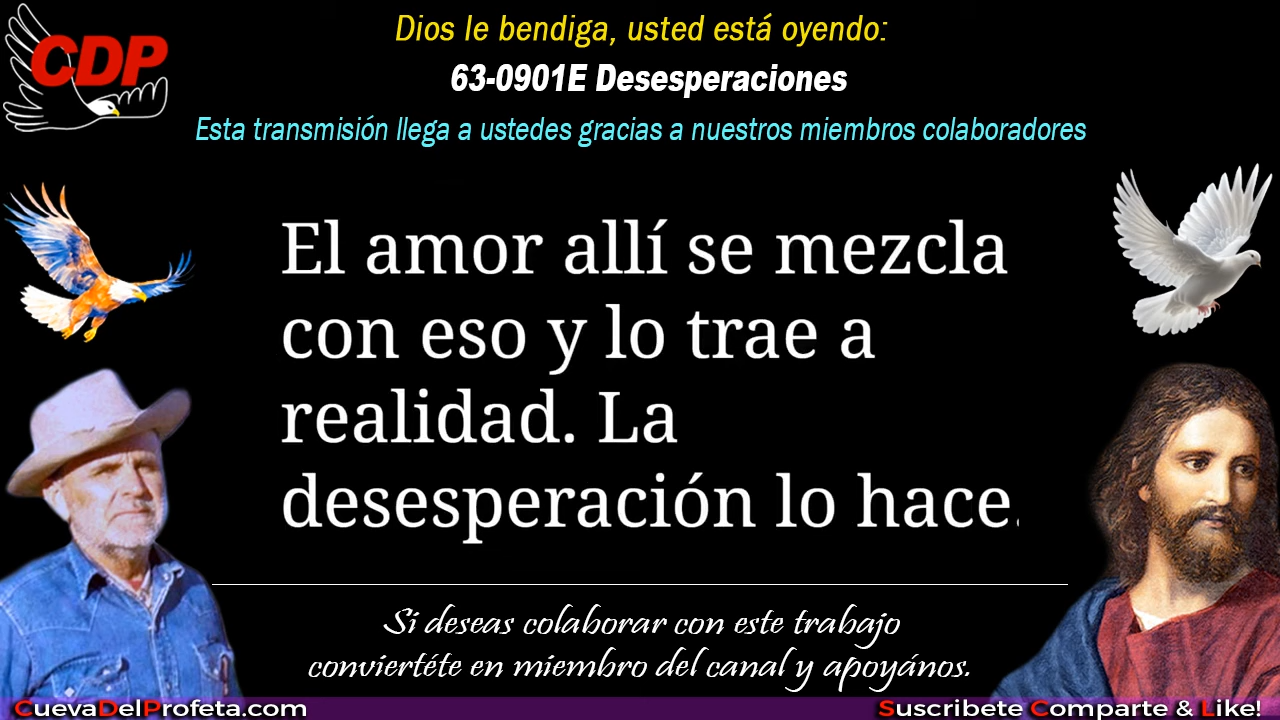 CDP
Dios le bendiga, usted está oyendo:
63-0901E Desesperaciones
Esta transmisión llega a ustedes gracias a nuestros miembros colaboradores
El amor allí se mezcla
con eso y lo trae a
realidad. La
desesperación lo hace.
Si deseas colaborar con este trabajo
conviertéte en miembro del canal y apoyános.
CuevaDelProfeta.com
Suscribete Comparte & Like!